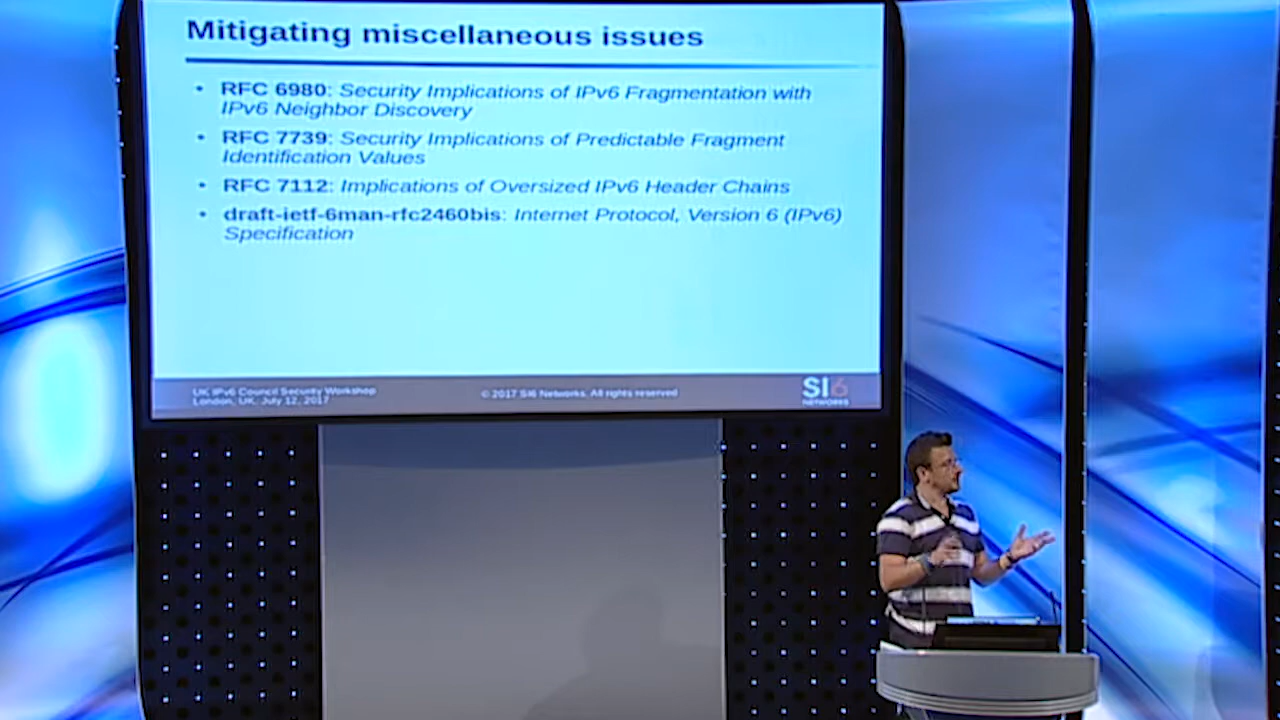 Mitigating miscellaneous issues
• RFC 6980: Security Implications of IPv6 Fragmentation with
IPv6 Neighbor Discovery
• RFC 7739: Security Implications of Predictable Fragment
Identification Values
• RFC 7112: Implications of Oversized IPv6 Header Chains
• draft-ietf-6man-rfc2460bis: Internet Protocol, Version 6 (IPv6)
Specification
UK IPv6 Council Security Workshop
London, UK. July 12, 2017
© 2017 SI6 Networks. All rights reserved
SI6
NETWORKS